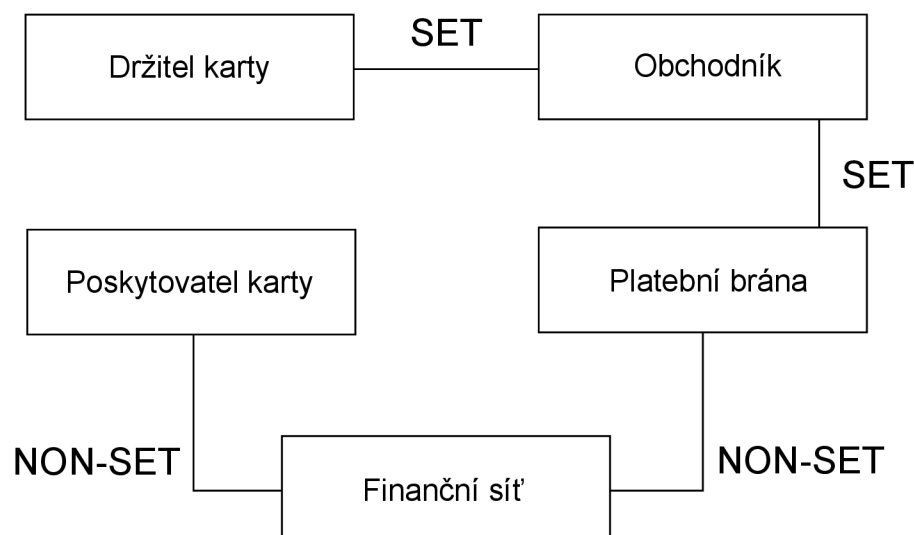 SET
Držitel karty
Obchodník
SET
Poskytovatel karty
Platební brána
NON-SET
NON-SET
Finanční síť